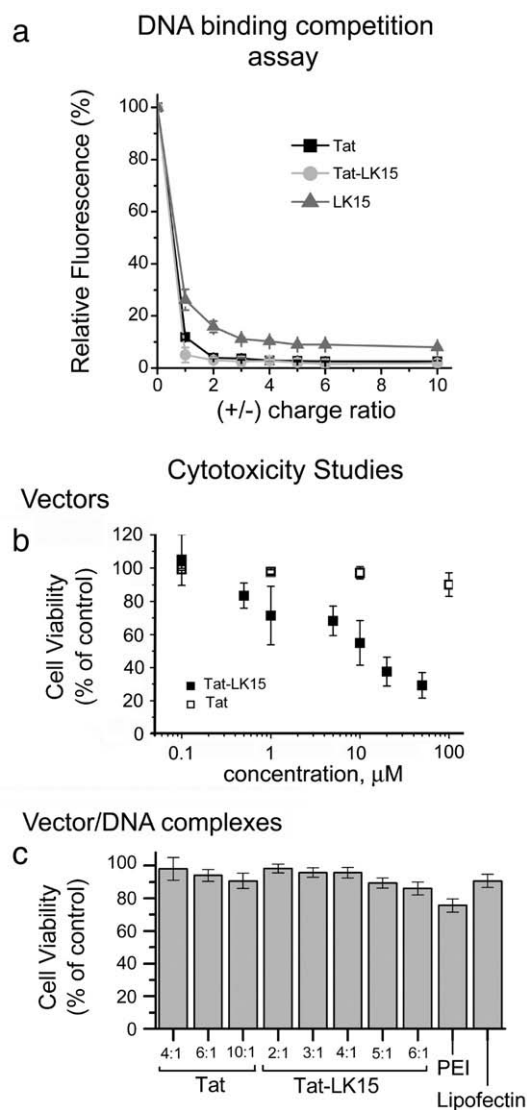 a
DNA binding competition
assay
Relative Fluorescence (%)
100
80
60
40
20
0
Tat
Tat-LK15
LK15
0 2 4 6 8 10
(+/-) charge ratio
Cytotoxicity Studies
Vectors
b
Cell Viability
(% of control)
120
100
80
60
40
20
0
Tat-LK15
Tat
0.1 1 10 100
concentration, μM
Vector/DNA complexes
c
Cell Viability
(% of control)
100
80
60
40
20
0
4:1 6:1 10:1 2:1 3:1 4:1 5:1 6:1 PEI
Tat Tat-LK15 Lipofectin